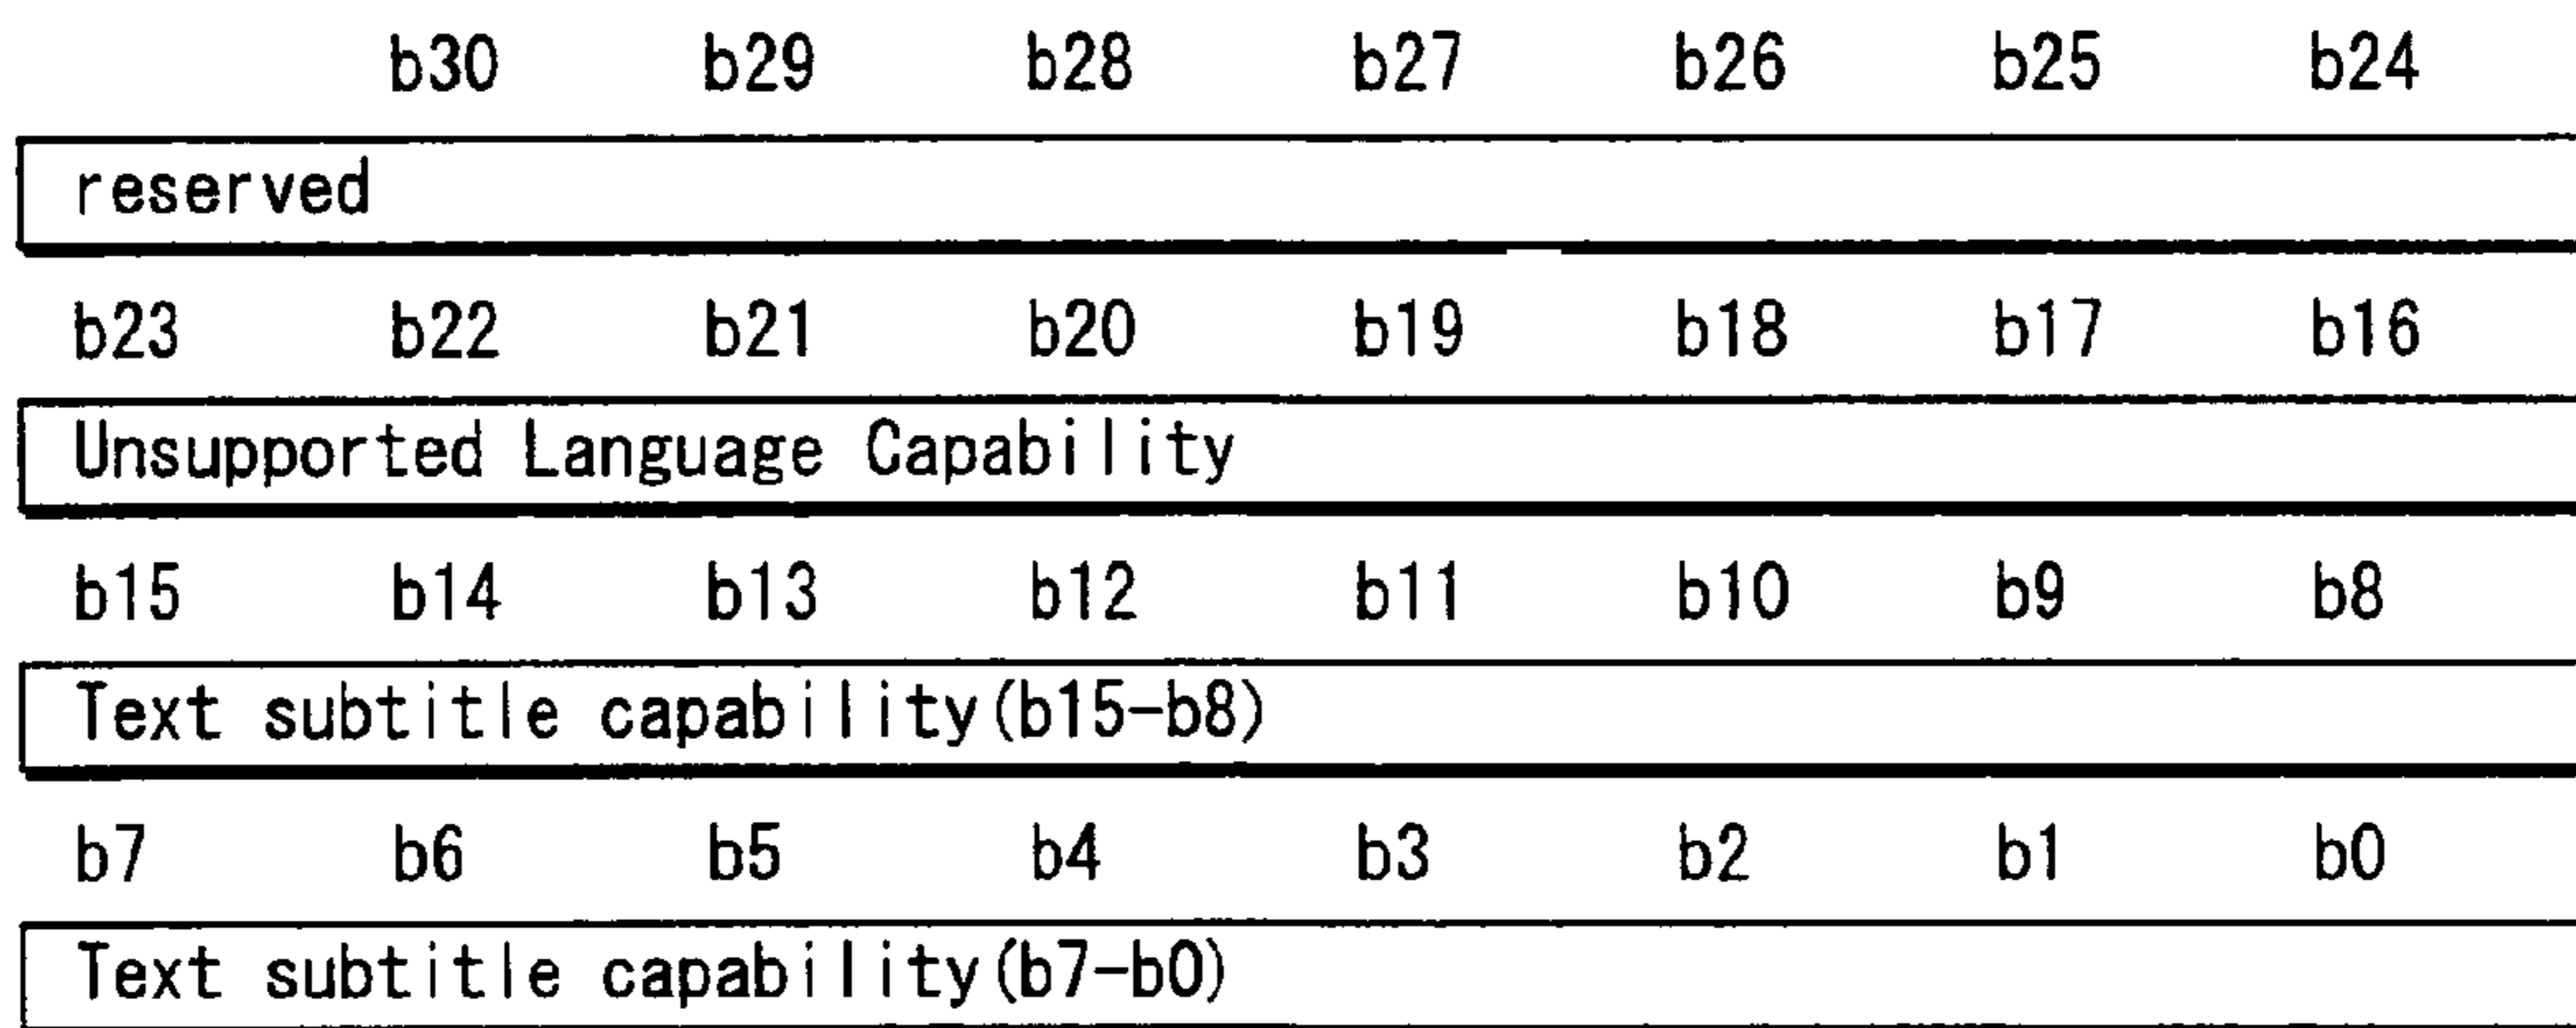 b30 b29 b28 b27 b26 b25 b24
reserved
b23 b22 b21 b20 b19 b18 b17 b16
Unsupported Language Capability
b15 b14 b13 b12 b11 b10 b9 b8
Text subtitle capability(b15-b8)
b7 b6 b5 b4 b3 b2 b1 b0
Text subtitle capability(b7-b0)